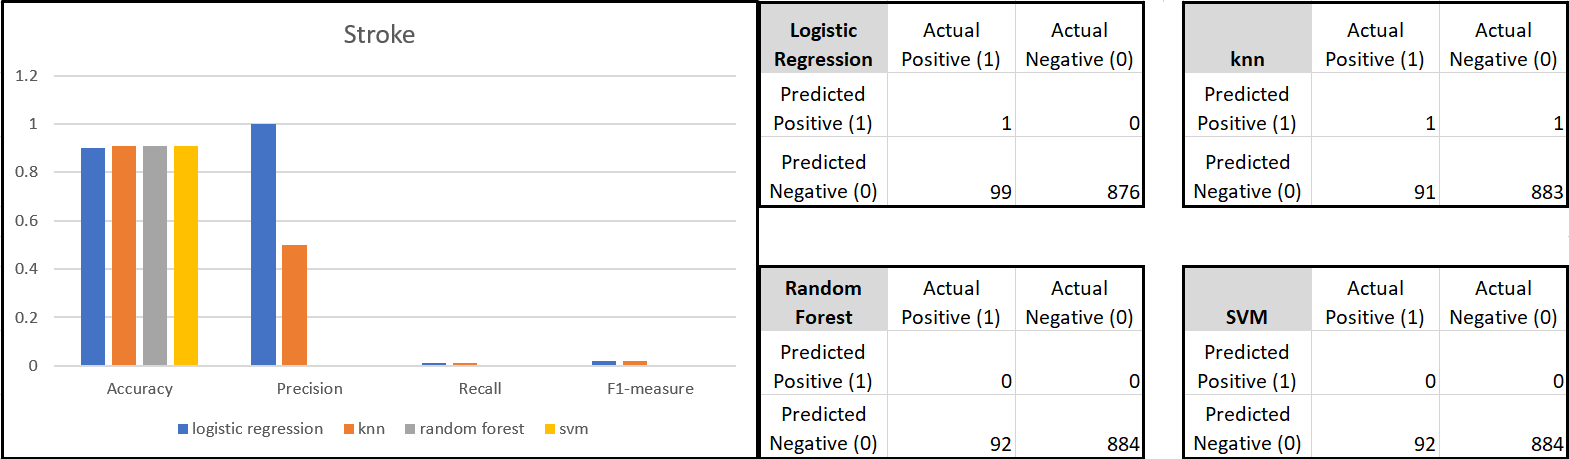 Stroke
1.2
1
0.8
0.6
0.4
0.2
0
Accuracy Precision Recall F1-measure
logistic regression knn random forest svm
Logistic Regression Actual Positive (1) Actual Negative (0)
Predicted Positive (1) 1 0
Predicted Negative (0) 99 876
knn Actual Positive (1) Actual Negative (0)
Predicted Positive (1) 1 1
Predicted Negative (0) 91 883
Random Forest Actual Positive (1) Actual Negative (0)
Predicted Positive (1) 0 0
Predicted Negative (0) 92 884
SVM Actual Positive (1) Actual Negative (0)
Predicted Positive (1) 0 0
Predicted Negative (0) 92 884